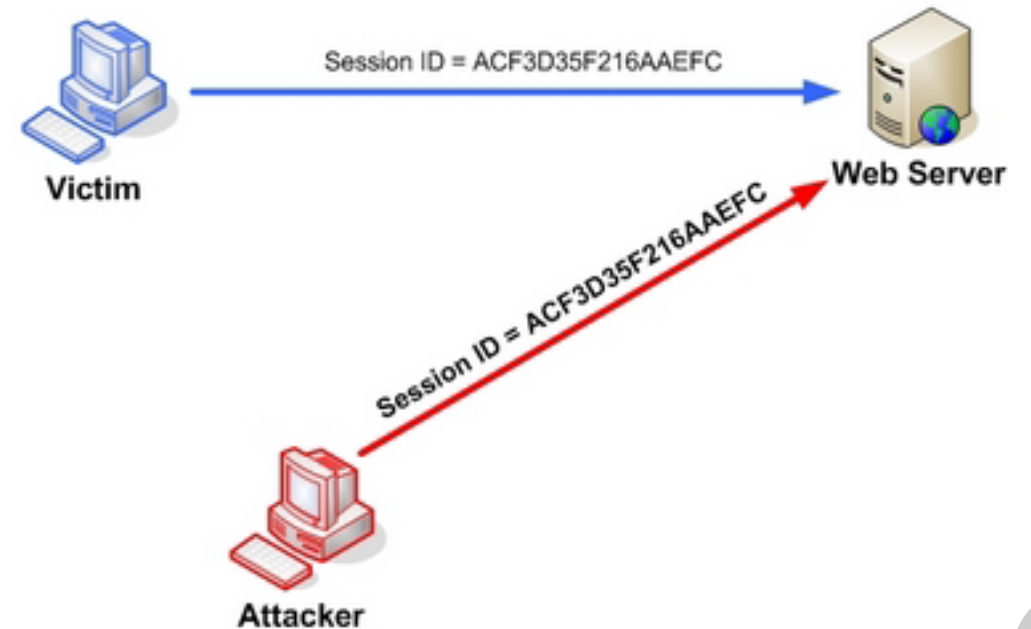 Session ID = ACF3D35F216AAEFC
Victim
Web Server
Session ID = ACF3D35F216AAEFC
Attacker